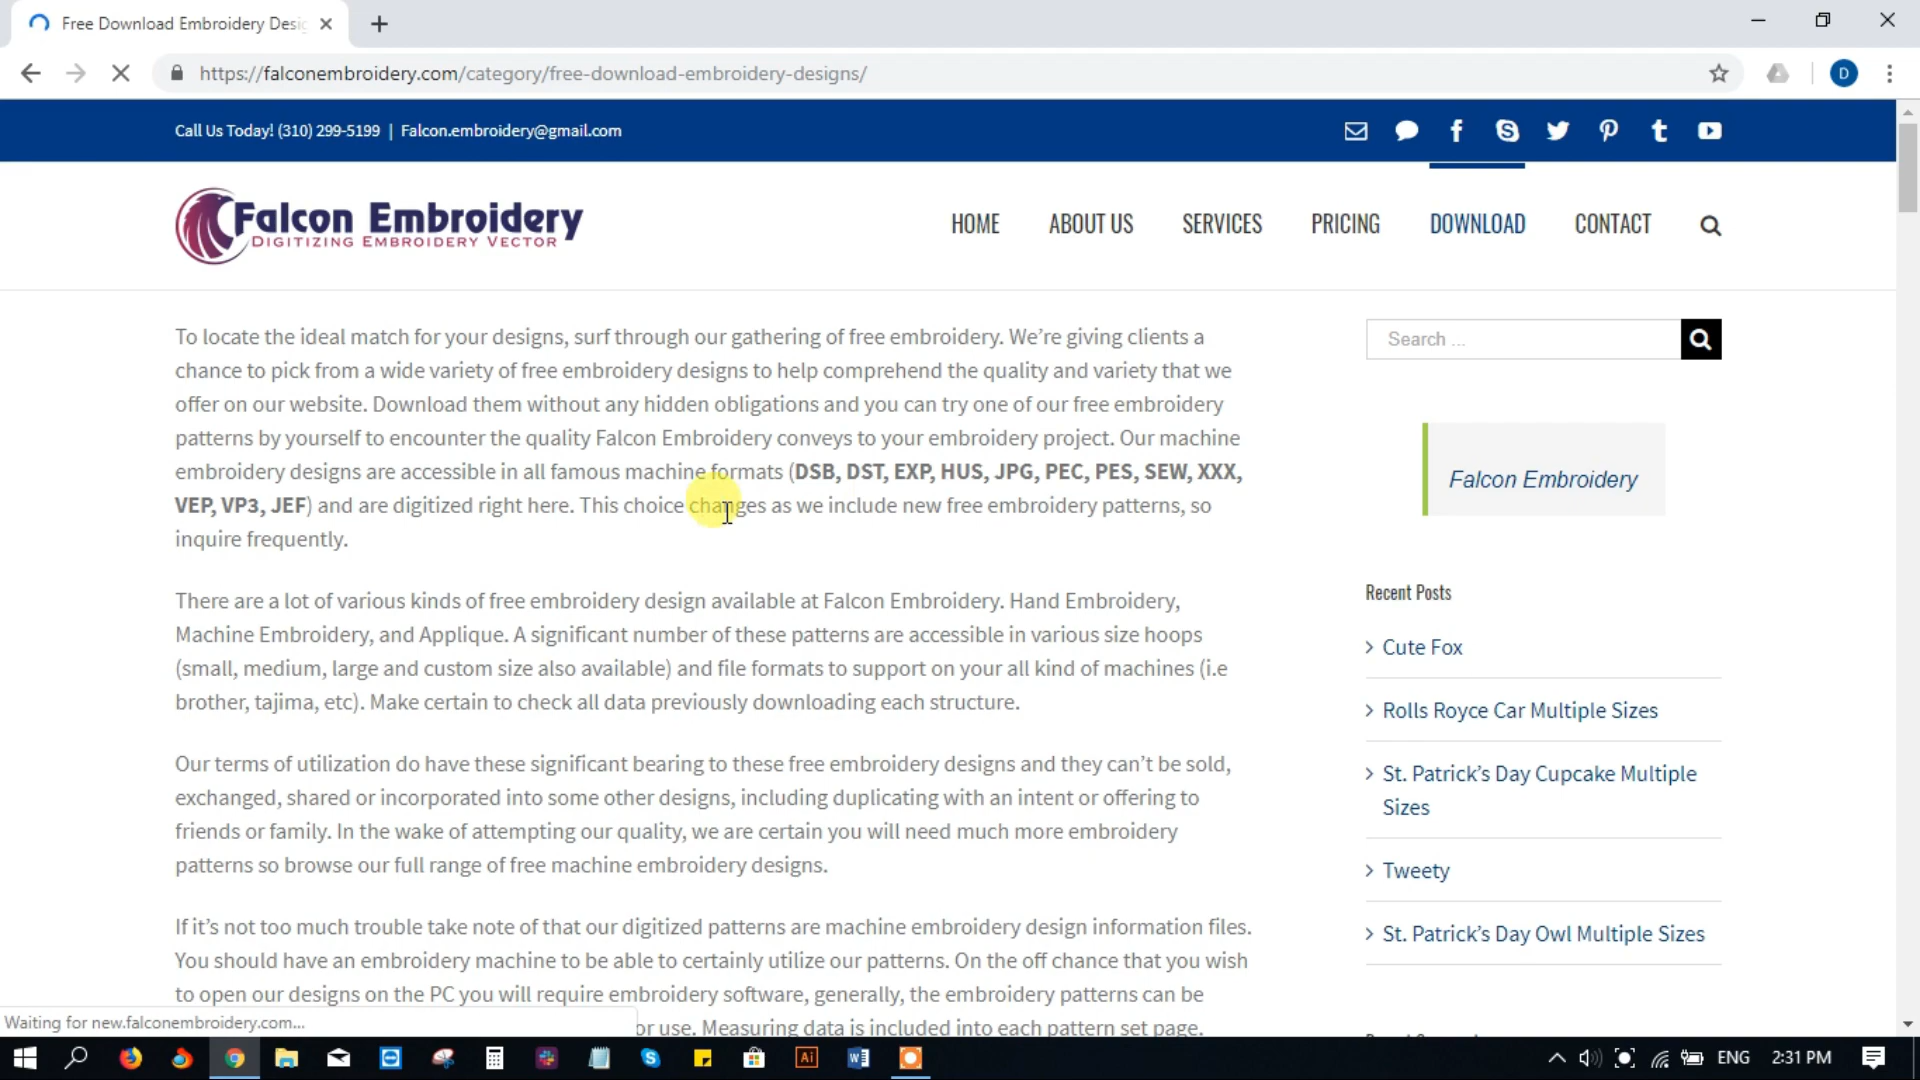 Free Download Embroidery Desi
https://falconembroidery.com/category/free-download-embroidery-designs/
D
Call Us Today! (310) 299-5199 | Falcon.embroidery@gmail.com
Falcon Embroidery
DIGITIZING EMBROIDERY VECTOR
HOME ABOUT US SERVICES PRICING DOWNLOAD CONTACT
To locate the ideal match for your designs, surf through our gathering of free embroidery. We’re giving clients a
chance to pick from a wide variety of free embroidery designs to help comprehend the quality and variety that we
offer on our website. Download them without any hidden obligations and you can try one of our free embroidery
patterns by yourself to encounter the quality Falcon Embroidery conveys to your embroidery project. Our machine
embroidery designs are accessible in all famous machine formats (DSB, DST, EXP, HUS, JPG, PEC, PES, SEW, XXX,
VEP, VP3, JEF) and are digitized right here. This choice changes as we include new free embroidery patterns, so
inquire frequently.
There are a lot of various kinds of free embroidery design available at Falcon Embroidery. Hand Embroidery,
Machine Embroidery, and Applique. A significant number of these patterns are accessible in various size hoops
(small, medium, large and custom size also available) and file formats to support on your all kind of machines (i.e
brother, tajima, etc). Make certain to check all data previously downloading each structure.
Our terms of utilization do have these significant bearing to these free embroidery designs and they can’t be sold,
exchanged, shared or incorporated into some other designs, including duplicating with an intent or offering to
friends or family. In the wake of attempting our quality, we are certain you will need much more embroidery
patterns so browse our full range of free machine embroidery designs.
If it’s not too much trouble take note of that our digitized patterns are machine embroidery design information files.
You should have an embroidery machine to be able to certainly utilize our patterns. On the off chance that you wish
to open our designs on the PC you will require embroidery software, generally, the embroidery patterns can be
or use. Measuring data is included into each pattern set page.
Search ...
Falcon Embroidery
Recent Posts
Cute Fox
Rolls Royce Car Multiple Sizes
St. Patrick’s Day Cupcake Multiple
Sizes
Tweety
St. Patrick’s Day Owl Multiple Sizes
Waiting for new.falconembroidery.com...
Ai
ENG 2:31 PM